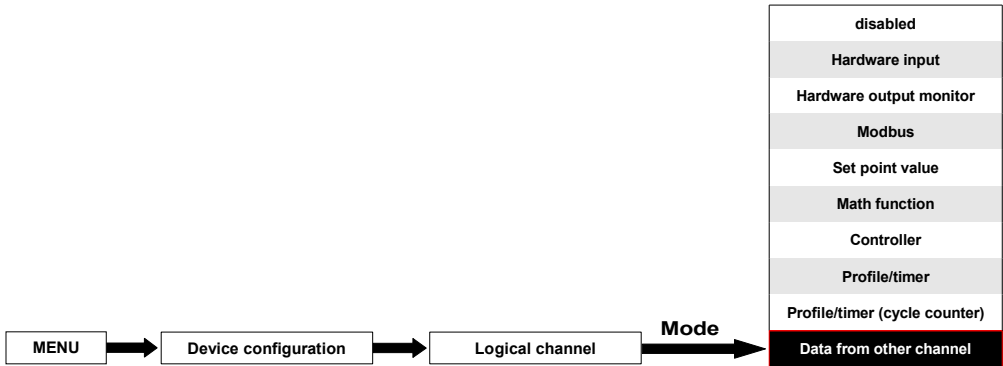 disabled
Hardware input
Hardware output monitor
Modbus
Set point value
Math function
Controller
Profile/timer
Profile/timer (cycle counter)
MENU
Device configuration
Logical channel
Mode
Data from other channel